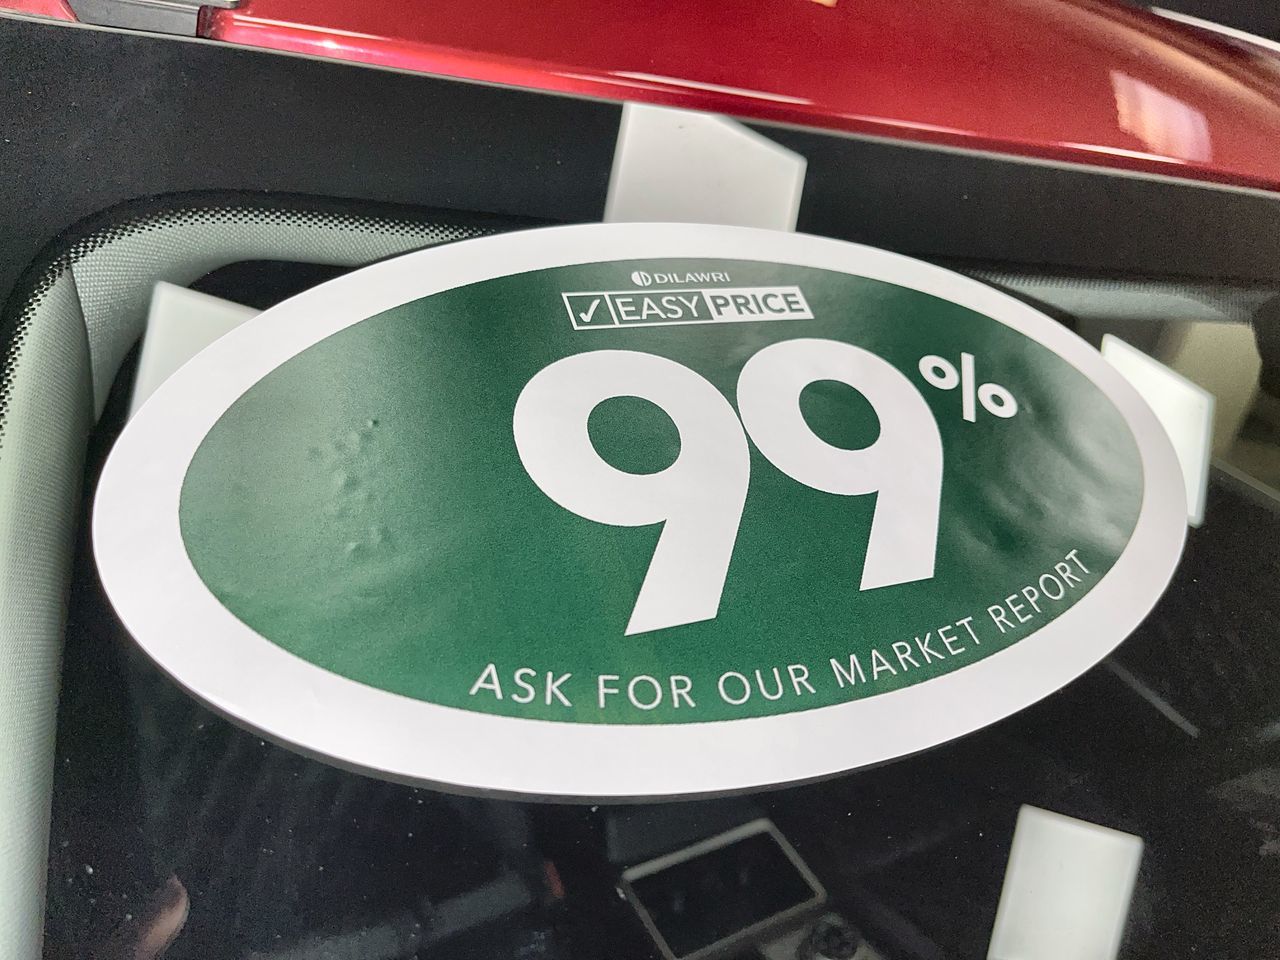 DILAWRI
✓ EASY PRICE
99%
ASK FOR OUR MARKET REPORT